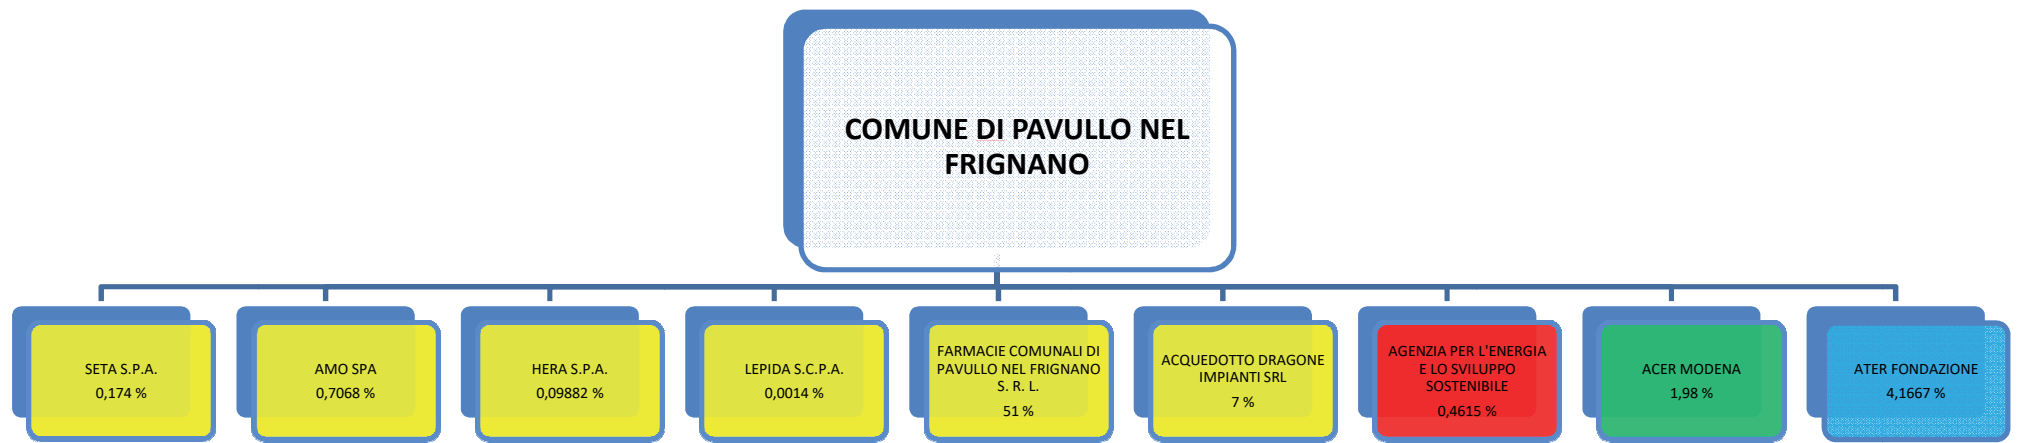 COMUNE DI PAVULLO NEL
FRIGNANO
SETA S.P.A.
0,174 %
AMO SPA
0,7068 %
HERA S.P.A.
0,09882 %
LEPIDA S.C.P.A.
0,0014 %
FARMACIE COMUNALI DI
PAVULLO NEL FRIGNANO
S. R. L.
51 %
ACQUEDOTTO DRAGONE
IMPIANTI SRL
7 %
AGENZIA PER L'ENERGIA
E LO SVILUPPO
SOSTENIBILE
0,4615 %
ACER MODENA
1,98 %
ATER FONDAZIONE
4,1667 %